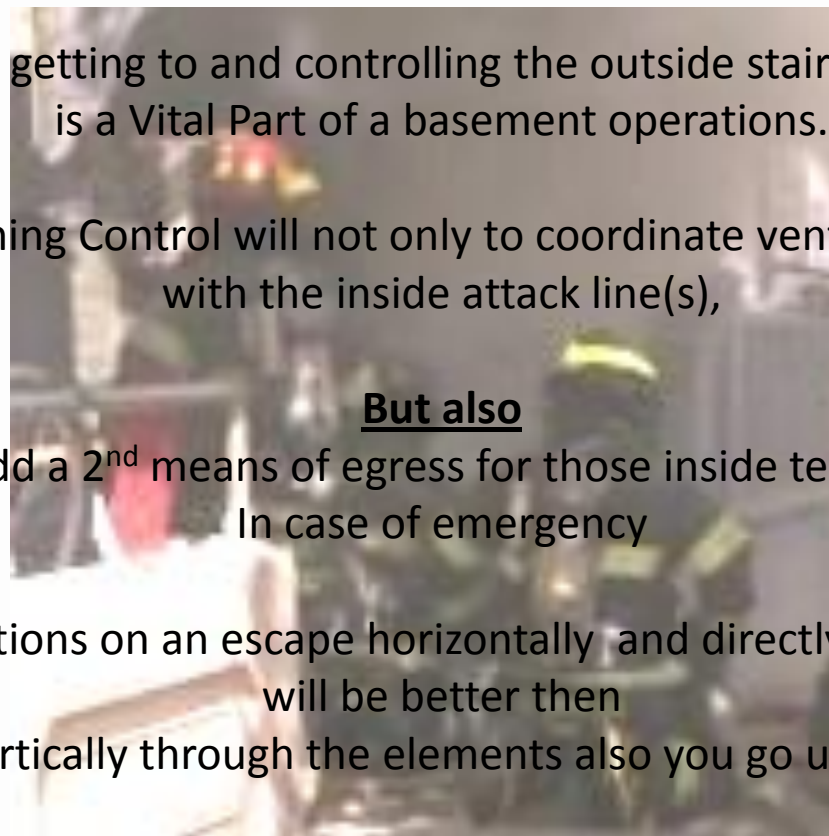 getting to and controlling the outside stair
is a Vital Part of a basement operations.
ning Control will not only to coordinate vent
with the inside attack line(s),
But also
dd a 2nd means of egress for those inside te
In case of emergency
tions on an escape horizontally and directly
will be better then
rtically through the elements also you go u